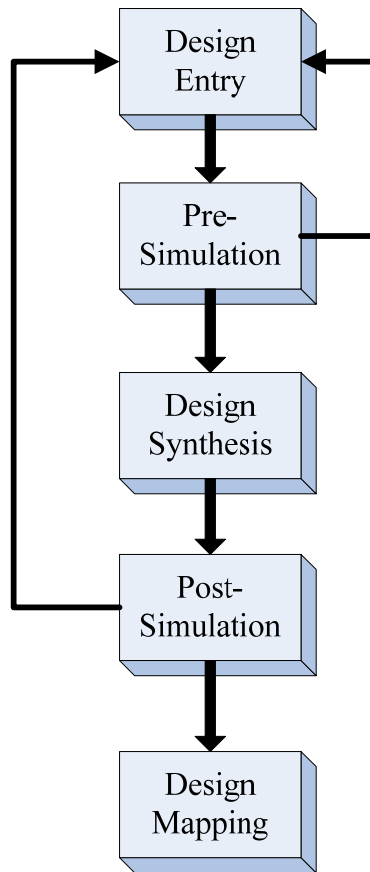 Design
Entry
Pre-
Simulation
Design
Synthesis
Post-
Simulation
Design
Mapping